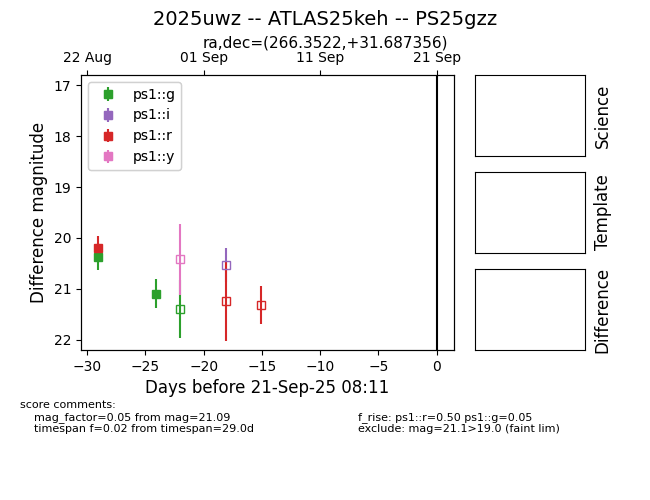 2025uwz -- ATLAS25keh -- PS25gzz
ra,dec=(266.3522,+31.687356)
22 Aug 01 Sep 11 Sep 21 Sep
17
18
19
20
21
22
Difference magnitude
ps1::g
ps1::i
ps1::r
ps1::y
Science
Template
Difference
−30 −25 −20 −15 −10 −5 0
Days before 21-Sep-25 08:11
score comments:
mag_factor=0.05 from mag=21.09
timespan f=0.02 from timespan=29.0d
f_rise: ps1::r=0.50 ps1::g=0.05
exclude: mag=21.1>19.0 (faint lim)